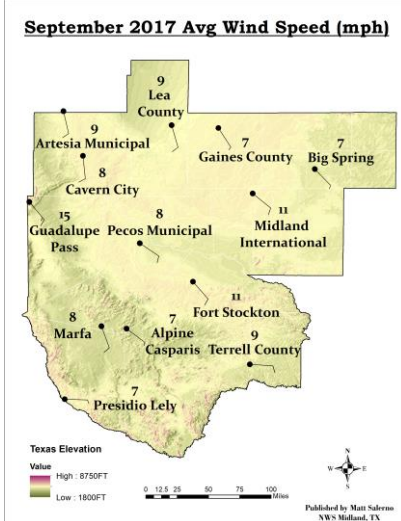 September 2017 Avg Wind Speed (mph)
9
Lea
County
9
Artesia Municipal
7
Gaines County
7
Big Spring
8
Cavern City
15
Guadalupe
Pass
8
Pecos Municipal
11
Midland
International
11
Fort Stockton
8
Marfa
7
Alpine
Casparis
9
Terrell County
7
Presidio Lely
Texas Elevation
Value
High : 8750FT
Low : 1800FT
N
W E
S
0 12.5 25 50 75 100
Miles
Published by Matt Salerno
NWS Midland, TX